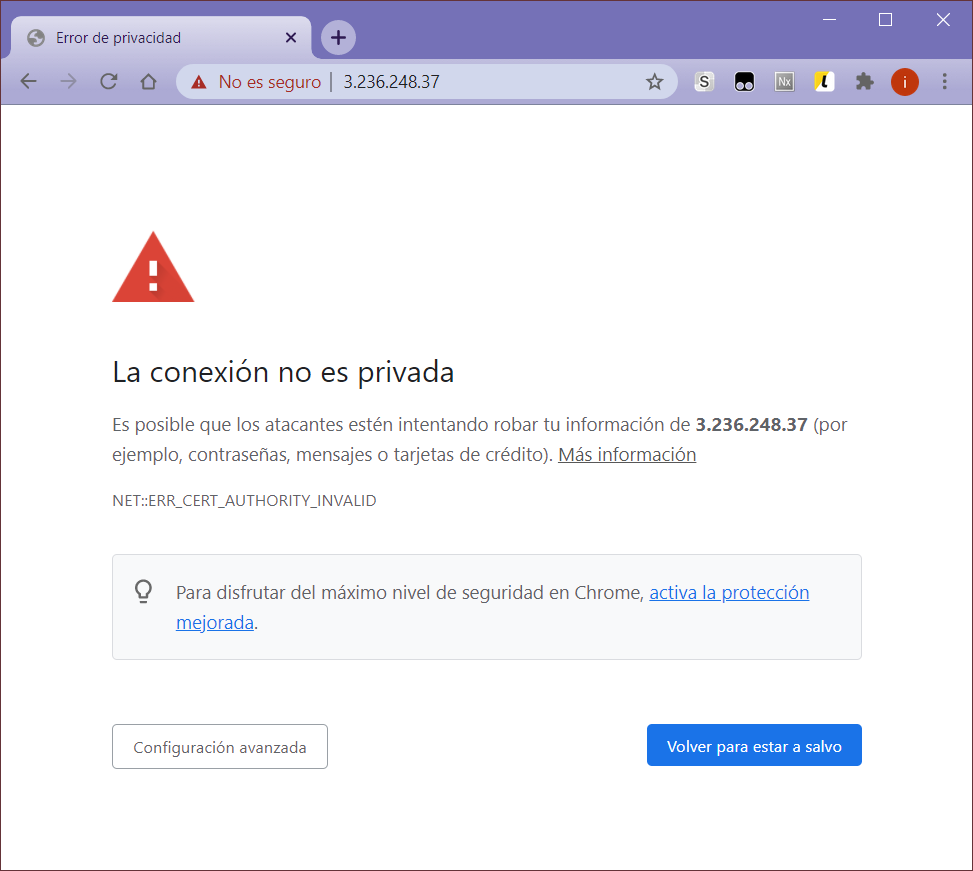 Error de privacidad
No es seguro | 3.236.248.37
S
Nx
L
i
La conexión no es privada
Es posible que los atacantes estén intentando robar tu información de 3.236.248.37 (por
ejemplo, contraseñas, mensajes o tarjetas de crédito). Más información
NET::ERR_CERT_AUTHORITY_INVALID
Para disfrutar del máximo nivel de seguridad en Chrome, activa la protección
mejorada.
Configuración avanzada
Volver para estar a salvo